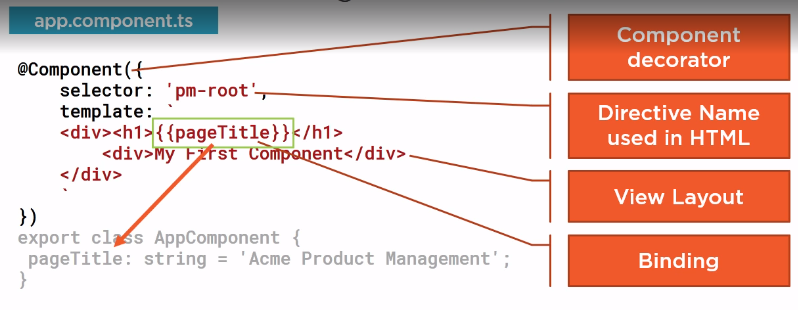 app.component.ts
@Component({
selector: 'pm-root',
template: `
<div><h1>{{pageTitle}}</h1>
<div>My First Component</div>
</div>
`
})
export class AppComponent {
pageTitle: string = 'Acme Product Management';
}
Component
decorator
Directive Name
used in HTML
View Layout
Binding